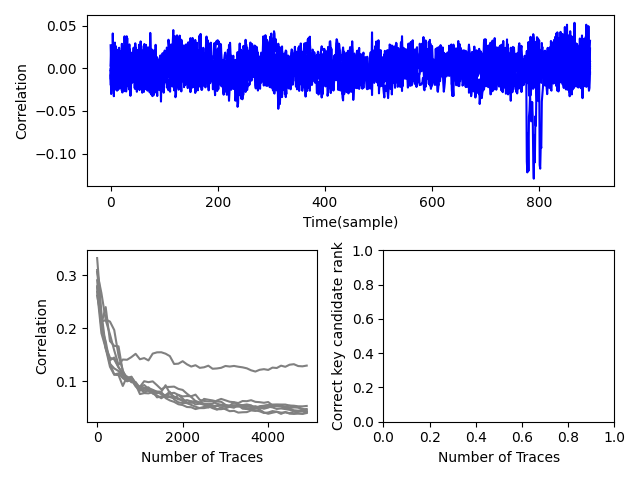 0.05
0.00
−0.05
−0.10
Correlation
0 200 400 600 800
Time(sample)
0.3
0.2
0.1
Correlation
0 2000 4000
Number of Traces
1.0
0.8
0.6
0.4
0.2
0.0
Correct key candidate rank
0.0 0.2 0.4 0.6 0.8 1.0
Number of Traces